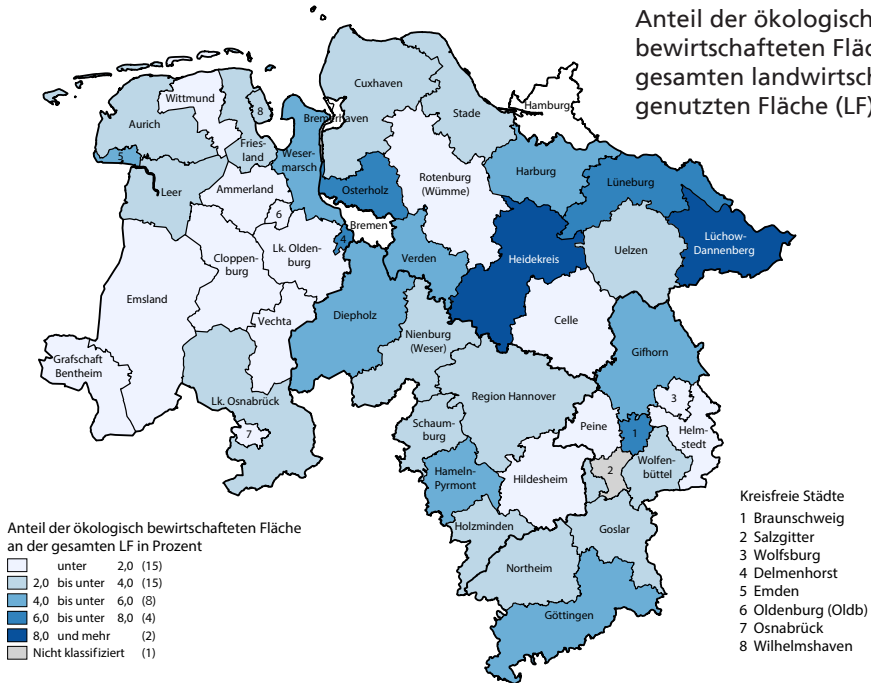 Anteil der ökologisch
bewirtschafteten
gesamten
genutzten Fläche (LF)
Cuxhaven
Hamburg
Wittmund
8
Stade
Aurich
Bremerhaven
Fries-
land
Weser-
marsch
5
Rotenburg
(Wümme)
Harburg
Lüneburg
Leer
Ammerland
Osterholz
6
Bremen
Lüchow-
Dannenberg
Lk. Oldenburg
4
Cloppen-
burg
Verden
Heidekreis
Uelzen
Emsland
Vechta
Diepholz
Celle
Nienburg
(Weser)
Gifhorn
Grafschaft
Bentheim
Lk. Osnabrück
Region Hannover
3
Schaum-
burg
Peine
Helm-
stedt
7
1
Wolfen-
büttel
Hameln-
Pyrmont
Hildesheim
2
Holzminden
Goslar
Northeim
Göttingen
Anteil der ökologisch bewirtschafteten Fläche
an der gesamten LF in Prozent
unter 2,0 (15)
2,0 bis unter 4,0 (15)
4,0 bis unter 6,0 (8)
6,0 bis unter 8,0 (4)
8,0 und mehr (2)
Nicht klassifiziert (1)
Kreisfreie Städte
1 Braunschweig
2 Salzgitter
3 Wolfsburg
4 Delmenhorst
5 Emden
6 Oldenburg (Oldb)
7 Osnabrück
8 Wilhelmshaven